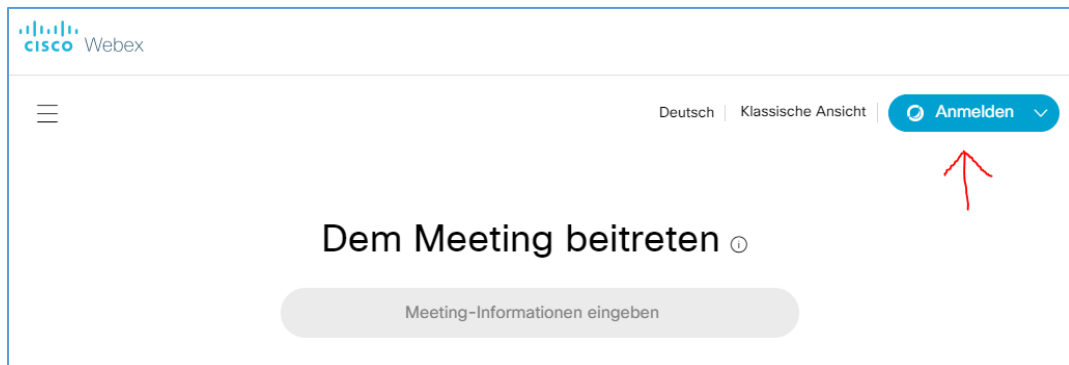 CISCO Webex
Deutsch Klassische Ansicht Anmelden
Dem Meeting beitreten
Meeting-Informationen eingeben